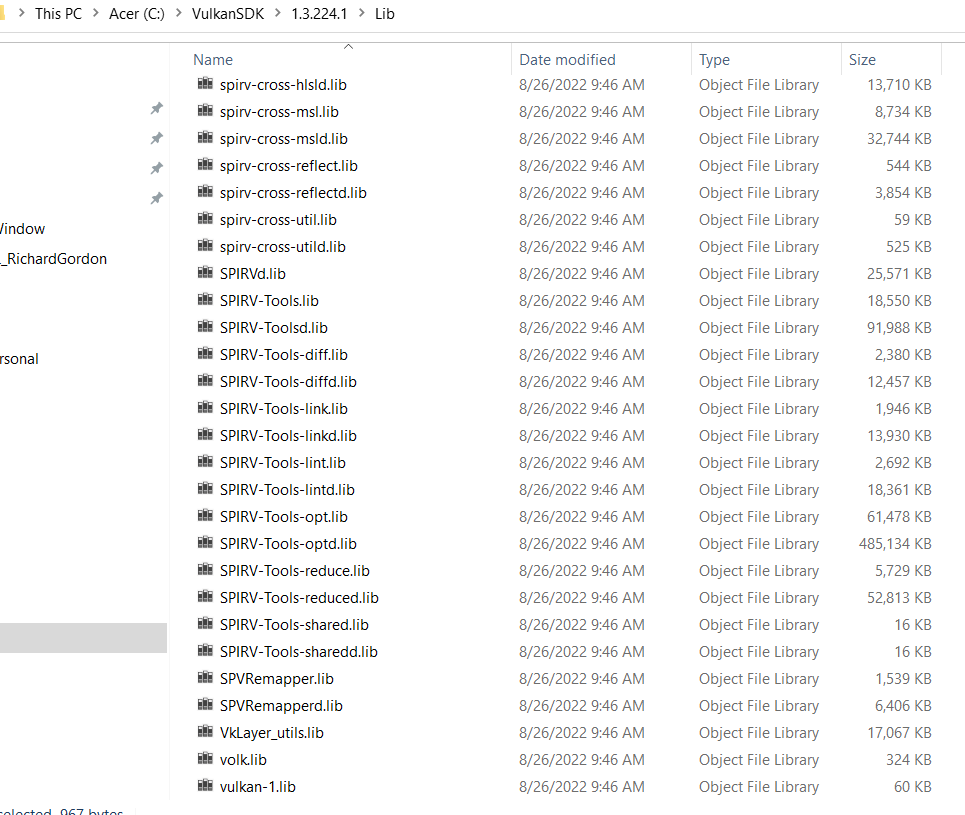 This PC > Acer (C:) > VulkanSDK > 1.3.224.1 > Lib
Name Date modified Type Size
spirv-cross-hlsld.lib 8/26/2022 9:46 AM Object File Library 13,710 KB
spirv-cross-msl.lib 8/26/2022 9:46 AM Object File Library 8,734 KB
spirv-cross-msld.lib 8/26/2022 9:46 AM Object File Library 32,744 KB
spirv-cross-reflect.lib 8/26/2022 9:46 AM Object File Library 544 KB
spirv-cross-reflectd.lib 8/26/2022 9:46 AM Object File Library 3,854 KB
spirv-cross-util.lib 8/26/2022 9:46 AM Object File Library 59 KB
Window
spirv-cross-utild.lib 8/26/2022 9:46 AM Object File Library 525 KB
_RichardGordon
SPIRVd.lib 8/26/2022 9:46 AM Object File Library 25,571 KB
SPIRV-Tools.lib 8/26/2022 9:46 AM Object File Library 18,550 KB
SPIRV-Toolsd.lib 8/26/2022 9:46 AM Object File Library 91,988 KB
SPIRV-Tools-diff.lib 8/26/2022 9:46 AM Object File Library 2,380 KB
rsonal
SPIRV-Tools-diffd.lib 8/26/2022 9:46 AM Object File Library 12,457 KB
SPIRV-Tools-link.lib 8/26/2022 9:46 AM Object File Library 1,946 KB
SPIRV-Tools-linkd.lib 8/26/2022 9:46 AM Object File Library 13,930 KB
SPIRV-Tools-lint.lib 8/26/2022 9:46 AM Object File Library 2,692 KB
SPIRV-Tools-lintd.lib 8/26/2022 9:46 AM Object File Library 18,361 KB
SPIRV-Tools-opt.lib 8/26/2022 9:46 AM Object File Library 61,478 KB
SPIRV-Tools-optd.lib 8/26/2022 9:46 AM Object File Library 485,134 KB
SPIRV-Tools-reduce.lib 8/26/2022 9:46 AM Object File Library 5,729 KB
SPIRV-Tools-reduced.lib 8/26/2022 9:46 AM Object File Library 52,813 KB
SPIRV-Tools-shared.lib 8/26/2022 9:46 AM Object File Library 16 KB
SPIRV-Tools-sharedd.lib 8/26/2022 9:46 AM Object File Library 16 KB
SPVRemapper.lib 8/26/2022 9:46 AM Object File Library 1,539 KB
SPVRemapperd.lib 8/26/2022 9:46 AM Object File Library 6,406 KB
VkLayer_utils.lib 8/26/2022 9:46 AM Object File Library 17,067 KB
volk.lib 8/26/2022 9:46 AM Object File Library 324 KB
vulkan-1.lib 8/26/2022 9:46 AM Object File Library 60 KB
selected 967 bytes